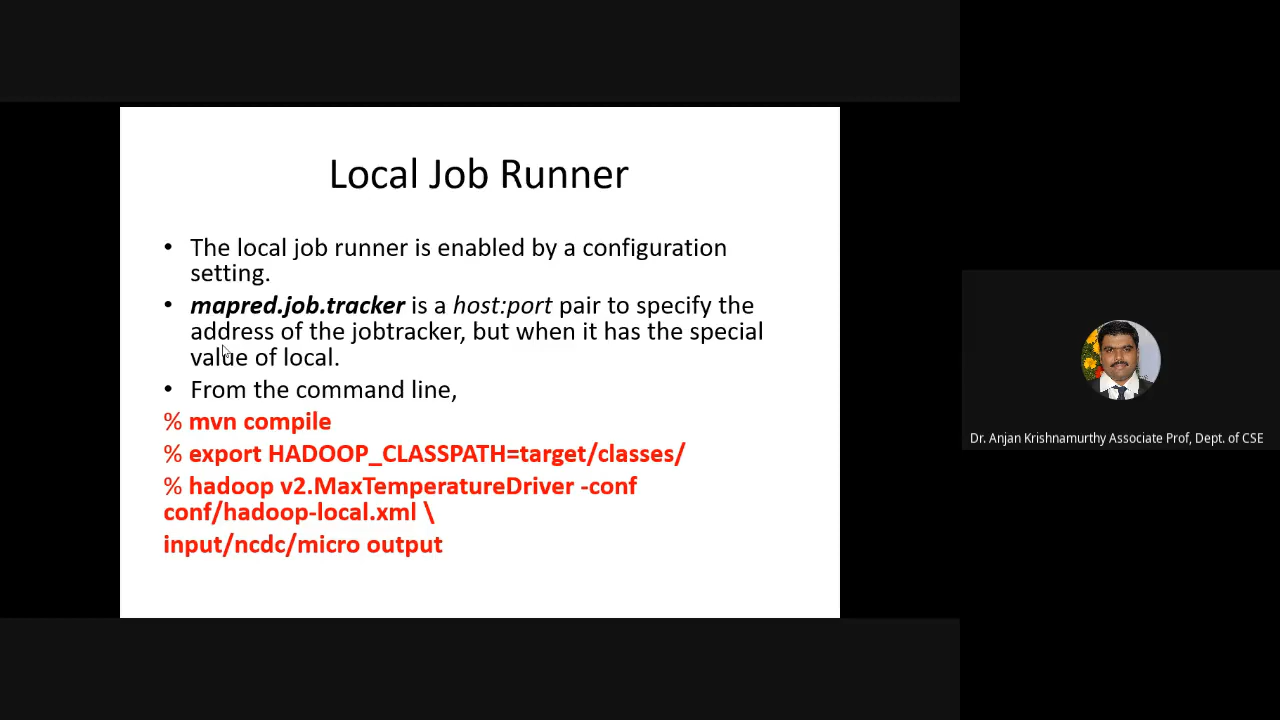 Local Job Runner
• The local job runner is enabled by a configuration
setting.
• mapred.job.tracker is a host:port pair to specify the
address of the jobtracker, but when it has the special
value of local.
• From the command line,
% mvn compile
% export HADOOP_CLASSPATH=target/classes/
% hadoop v2.MaxTemperatureDriver -conf
conf/hadoop-local.xml \
input/ncdc/micro output
Dr. Anjan Krishnamurthy Associate Prof, Dept. of CSE